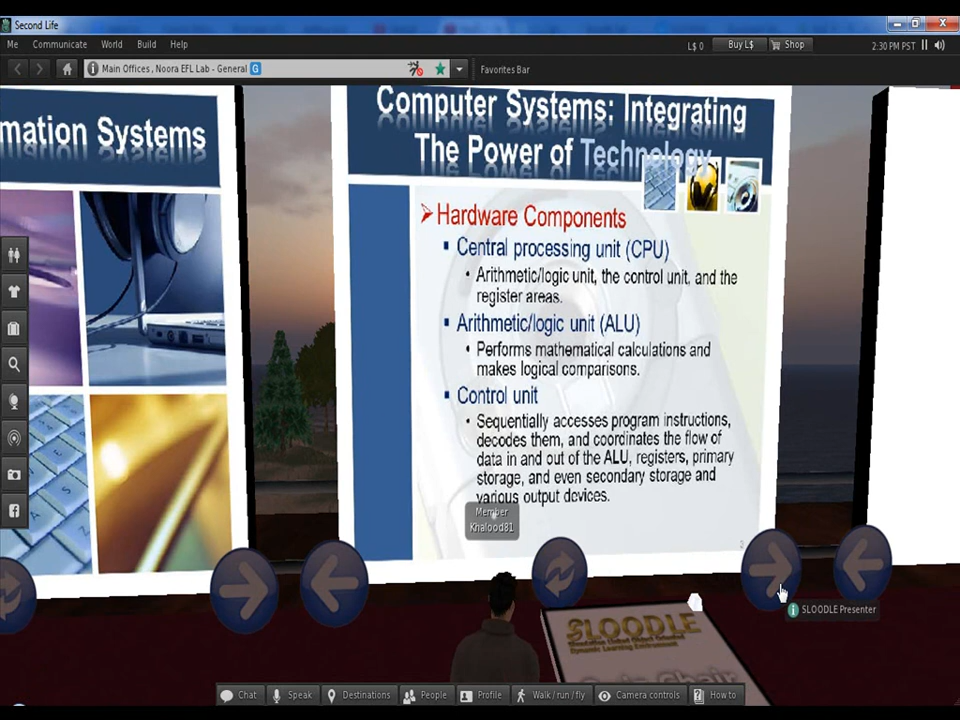 Second Life
Me Communicate World Build Help
L$ 0 Buy L$ Shop 2:30 PM PST
Main Offices , Noora EFL Lab - General G
Favorites Bar
mation Systems
Computer Systems: Integrating
The Power of Technology
Hardware Components
Central processing unit (CPU)
Arithmetic/logic unit, the control unit, and the
register areas.
Arithmetic/logic unit (ALU)
Performs mathematical calculations and
makes logical comparisons.
Control unit
Sequentially accesses program instructions,
decodes them, and coordinates the flow of
data in and out of the ALU, registers, primary
storage, and even secondary storage and
various output devices.
Member
Khalood81
SLOODLE Presenter
SLOODLE
Dynamic Learning Environment
Chat Speak Destinations People Profile Walk / run / fly Camera controls How to